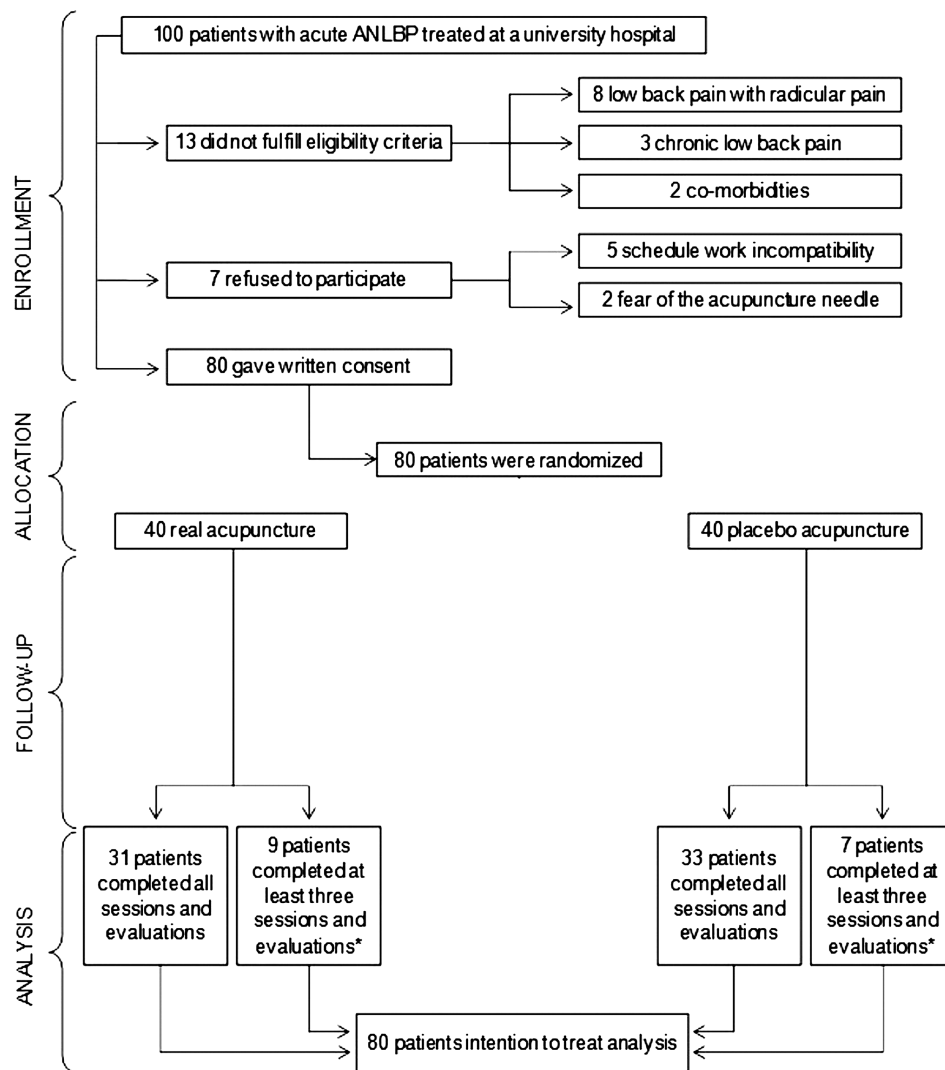 100 patients with acute ANLBP treated at a university hospital
8 low back pain with radicular pain
13 did not fulfill eligibility criteria
3 chronic low back pain
2 co-morbidities
5 schedule work incompatibility
7 refused to participate
2 fear of the acupuncture needle
80 gave written consent
ENROLLMENT
80 patients were randomized
40 real acupuncture
40 placebo acupuncture
ALLOCATION
FOLLOW-UP
31 patients
completed all
sessions and
evaluations
9 patients
completed at
least three
sessions and
evaluations*
33 patients
completed all
sessions and
evaluations
7 patients
completed at
least three
sessions and
evaluations*
80 patients intention to treat analysis
ANALYSIS